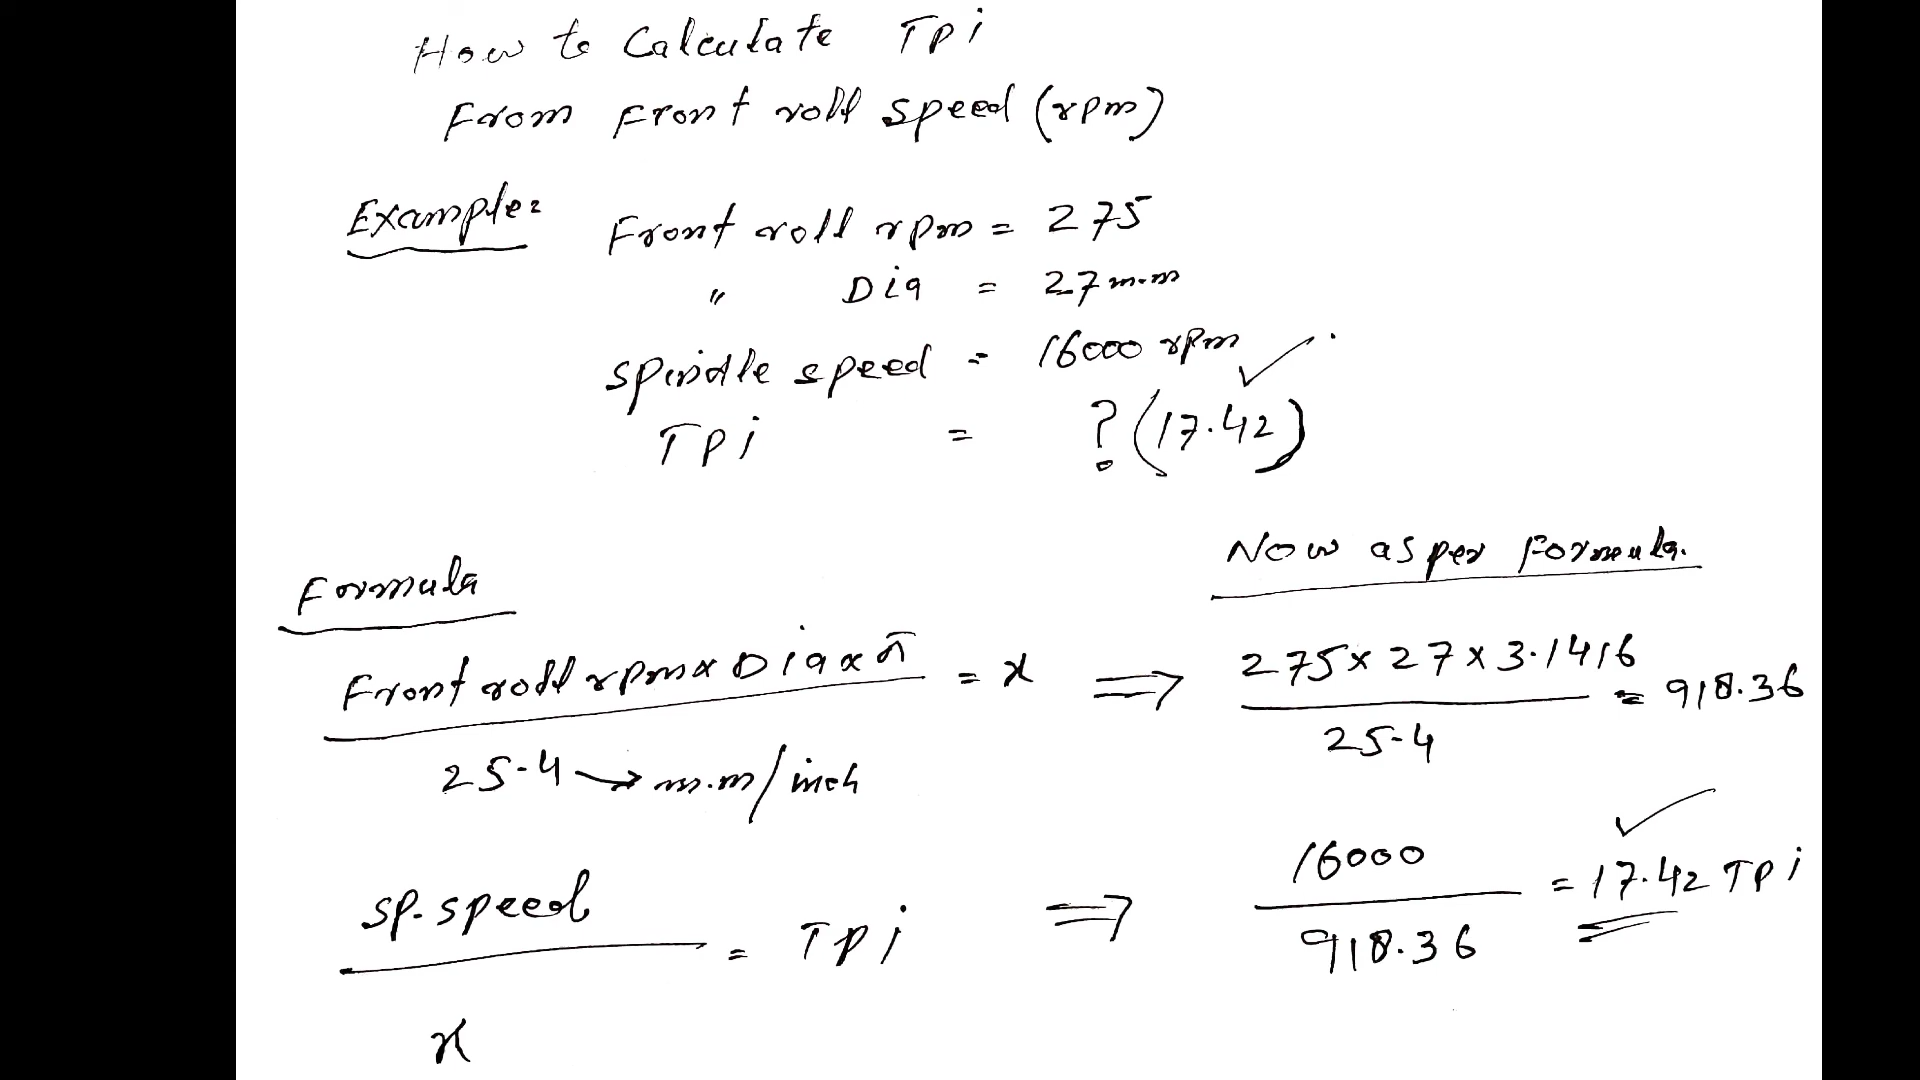 How to Calculate TPi
From Front roll speed (rpm)
Example:
Front roll rpm = 275
" Dia = 27 m.m
spindle speed = 16000 rpm ✓
TPi = ? (17.42)
Formula
Front roll rpm x Dia x π = x
25.4 → m.m/inch
sp. speed = TPi
x
Now as per Formula.
⇒ 275 x 27 x 3.1416 = 918.36
25.4
⇒ 16000 = 17.42 TPi ✓
918.36